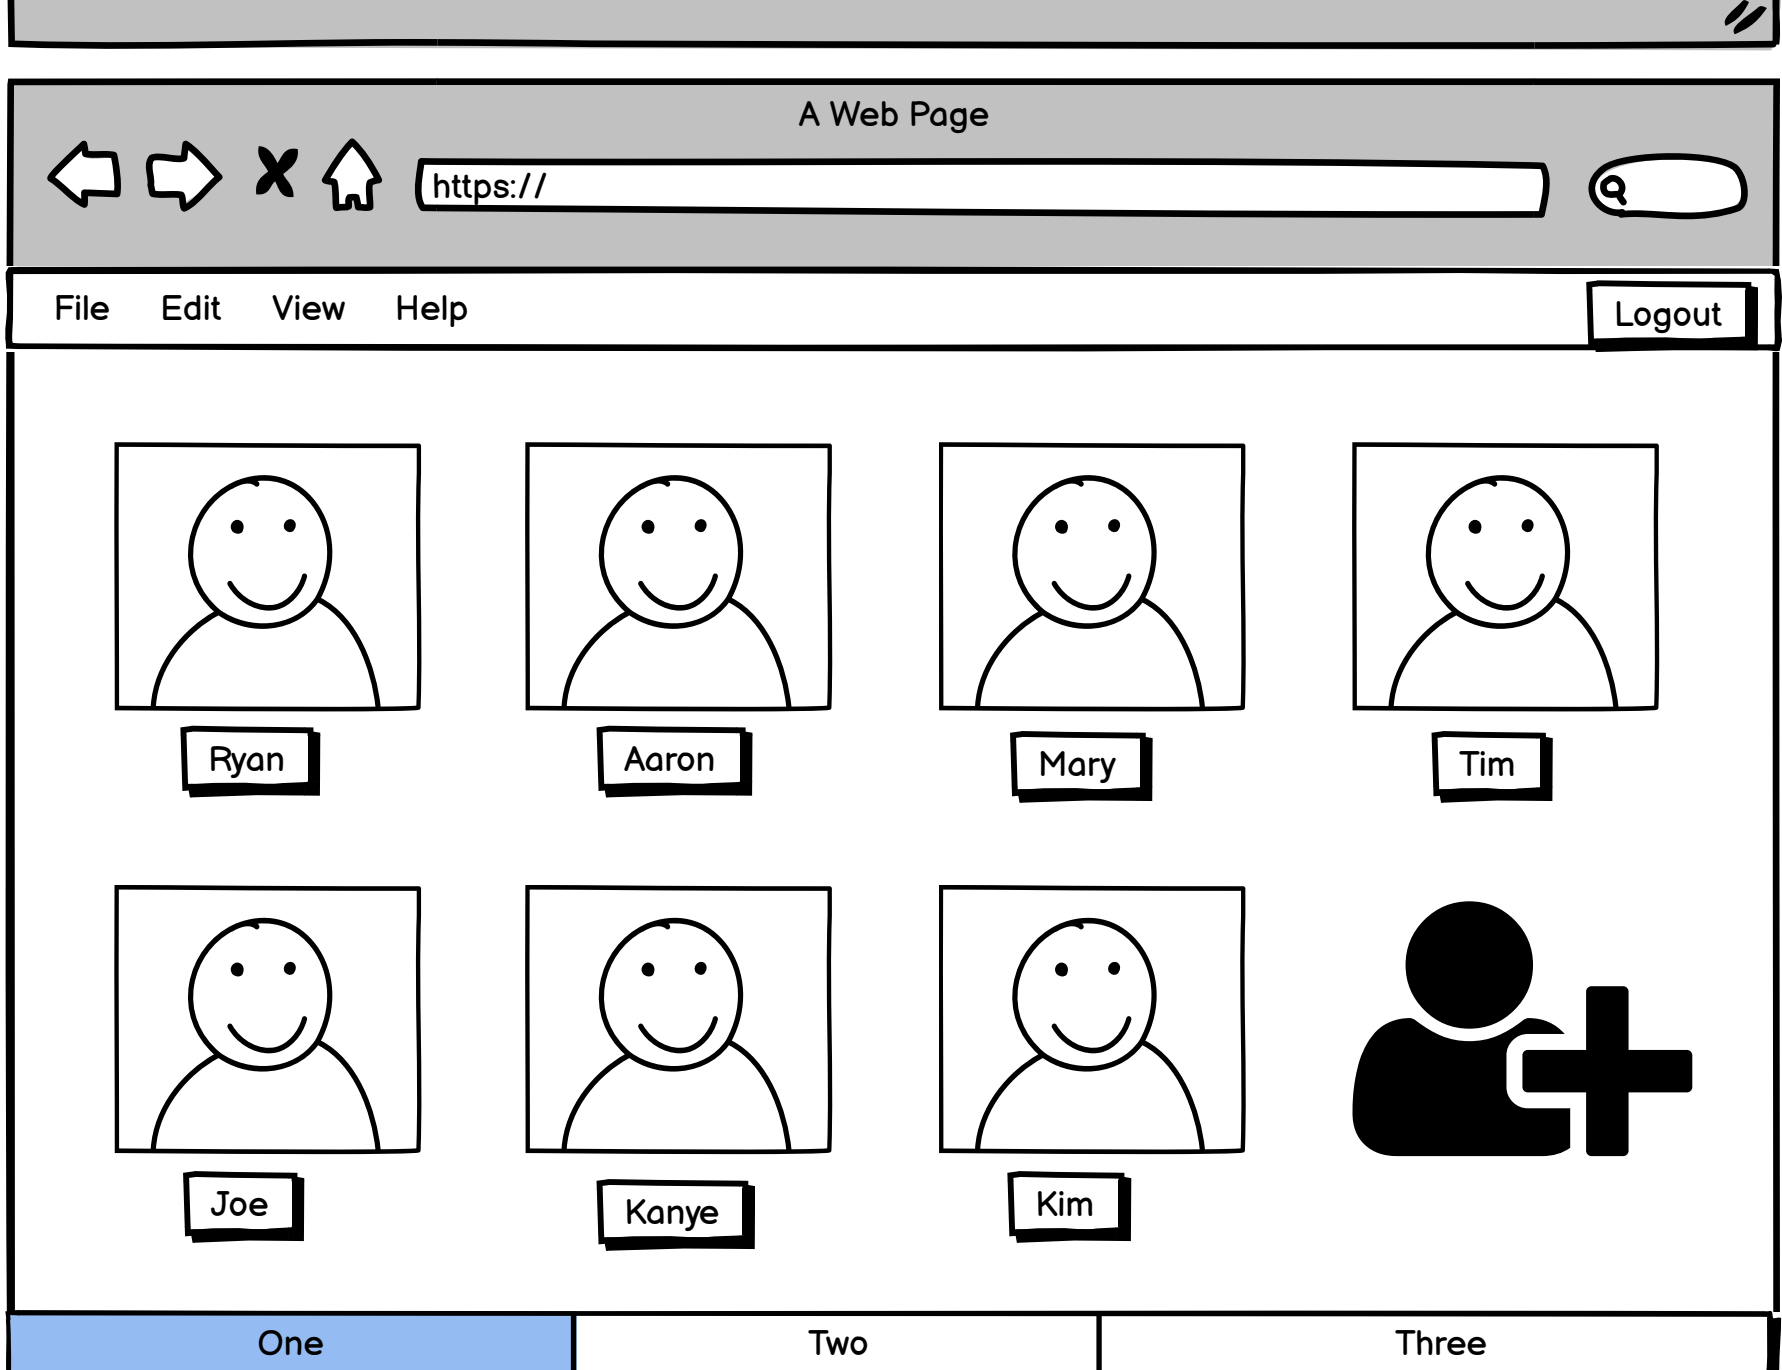 A Web Page
https://
File Edit View Help Logout
Ryan Aaron Mary Tim
Joe Kanye Kim
One Two Three